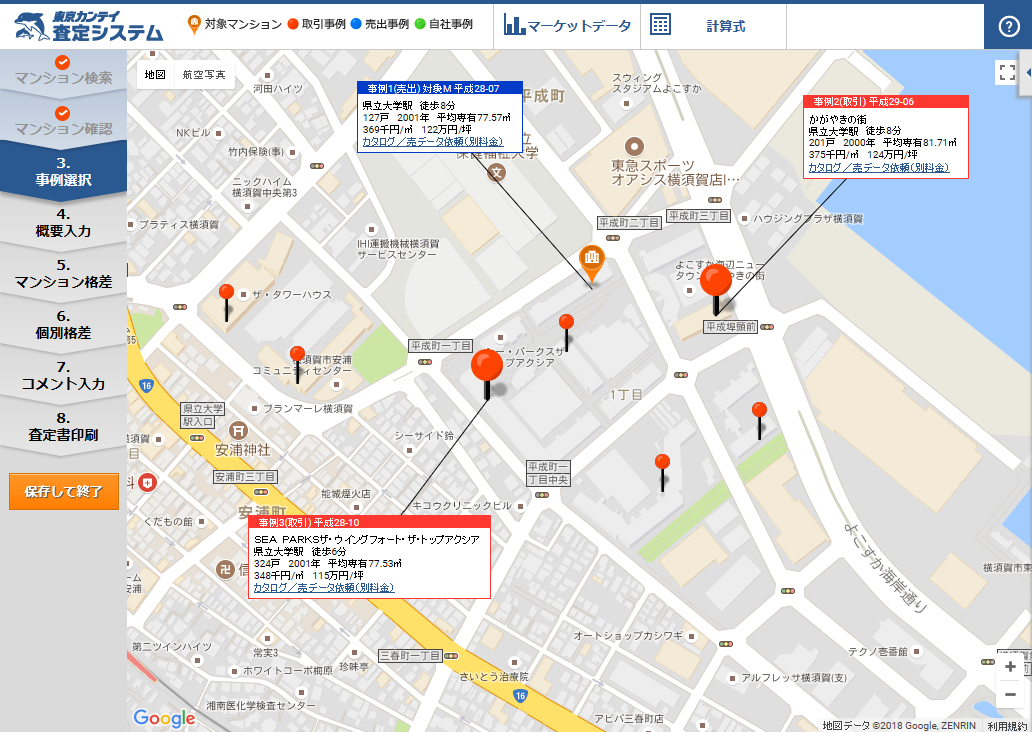 東京カンテイ
査定システム
対象マンション 取引事例 売出事例 自社事例
マーケットデータ
計算式
?
マンション検索
マンション確認
3.
事例選択
4.
概要入力
5.
マンション格差
6.
個別格差
7.
コメント入力
8.
査定書印刷
保存して終了
地図 航空写真
事例1(売出) 対象M 平成28-07
県立大学駅 徒歩8分
127戸 2001年 平均専有77.57㎡
369千円/㎡ 122万円/坪
カタログ/売データ依頼(別料金)
事例2(取引) 平成29-06
かがやきの街
県立大学駅 徒歩8分
201戸 2000年 平均専有81.71㎡
375千円/㎡ 124万円/坪
カタログ/売データ依頼(別料金)
事例3(取引) 平成28-10
SEA PARKSザ・ウイングフォート・ザ・トップアクシア
県立大学駅 徒歩6分
324戸 2001年 平均専有77.53㎡
348千円/㎡ 115万円/坪
カタログ/売データ依頼(別料金)
河田ハイツ
平成町
スウィング
スタジアムよこすか
NKビル
竹内保険(事)
文
東急スポーツ
オアシス横須賀店|…
ニックハイム
横須賀中央第3
プラティス横須賀
IHI運搬機械横須賀
サービスセンター
平成町二丁目
平成町三丁目
ハウジングプラザ横須賀
よこすか海辺ニュー
ザ・タワーハウス
平成埠頭前
平成町一丁目
須賀市安浦
コミュニティセンター
1丁目
16
県立大学
駅入口
ブランマーレ横須賀
安浦神社
シーサイド鈴
安浦町三丁目
平成町一
丁目中央
能城煙火店
キコウクリニックビル
安浦町
くだもの館
卍
よこすか海岸通り
横須賀市東
オートショップカシワギ
テクノ壱番館
第二ツインハイツ
常実3
ホワイトコーポ梅原
珍味亭
三春町一丁目
さいとう治療院
16
アルフレッサ横須賀(支)
湘南医化学検査センター
アピバ三春町店
+
−
Google
地図データ ©2018 Google, ZENRIN 利用規約